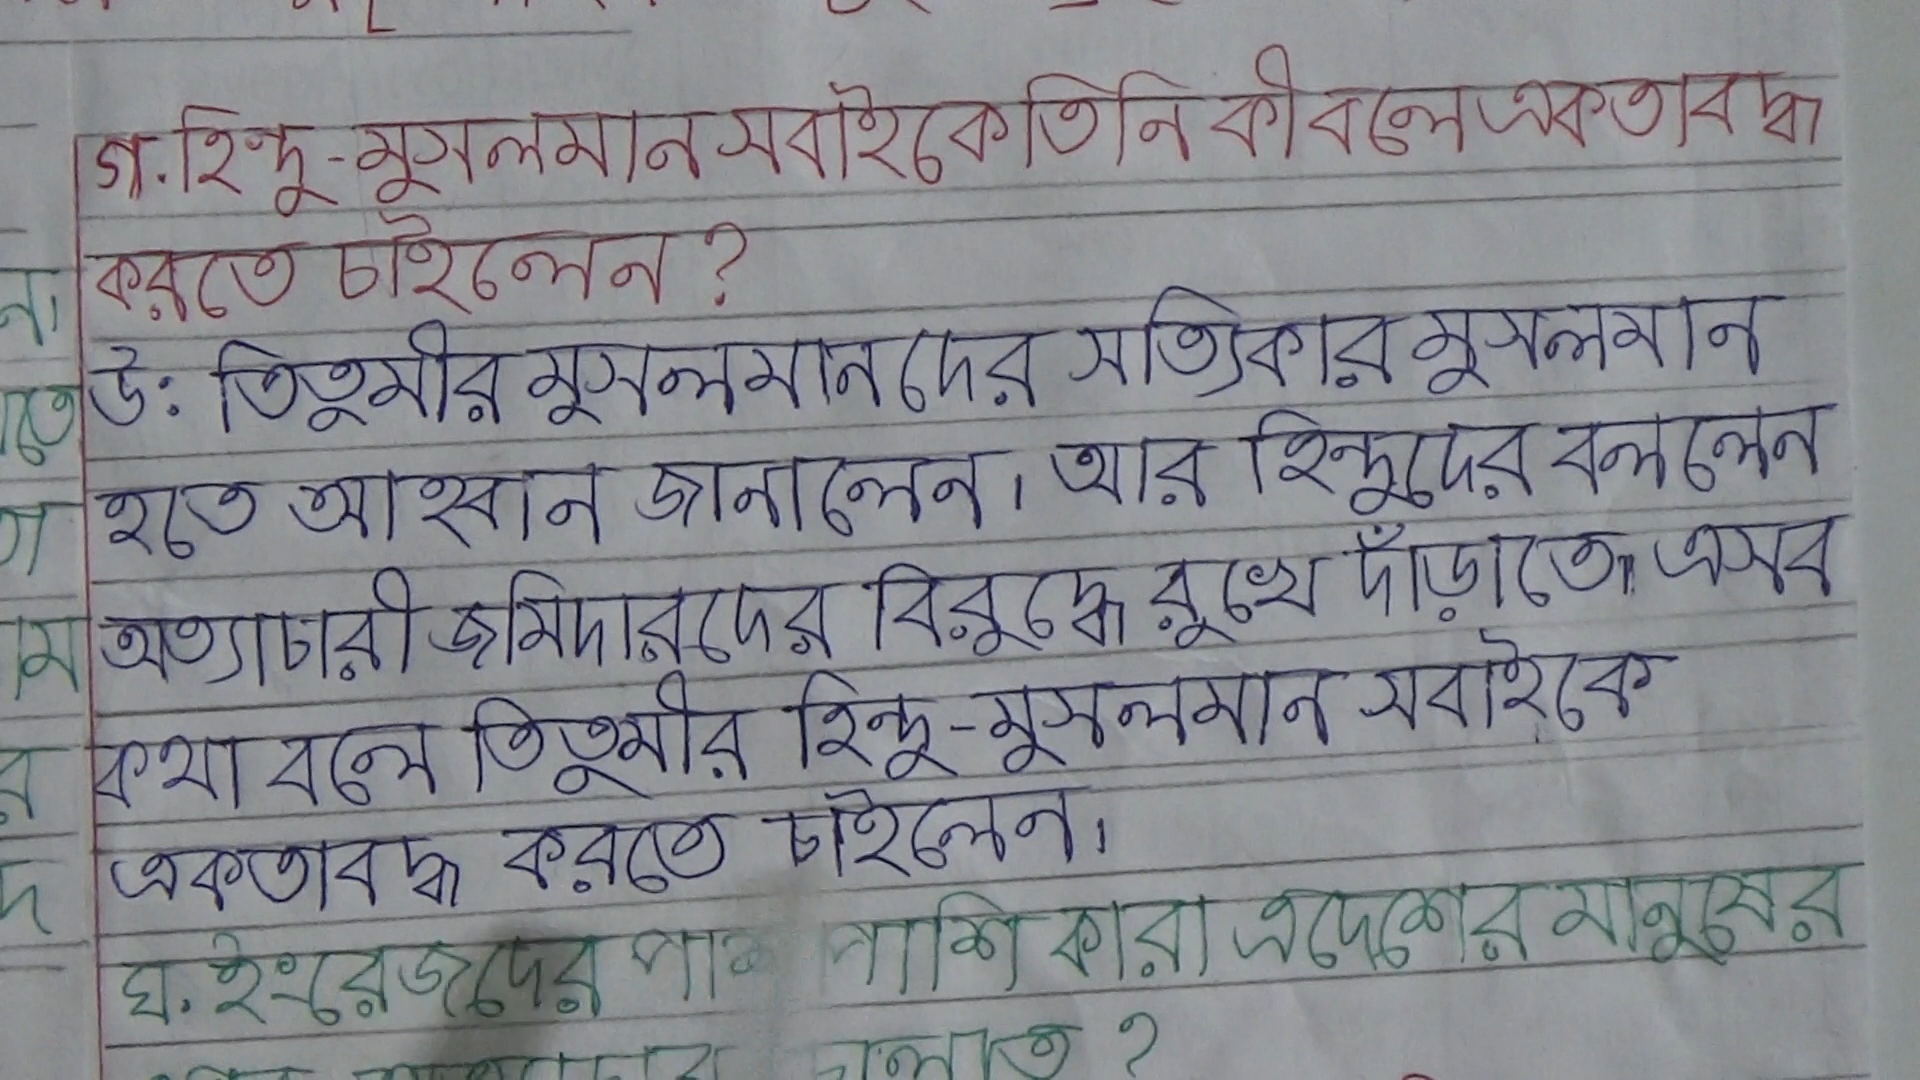 গ. হিন্দু-মুসলমান সবাইকে তিনি কী বলে একতাবদ্ধ
করতে চাইলেন?
উ: তিতুমীর মুসলমানদের সত্যিকার মুসলমান
হতে আহ্বান জানালেন। আর হিন্দুদের বললেন
অত্যাচারী জমিদারদের বিরুদ্ধে রুখে দাঁড়াতে। এসব
কথা বলে তিতুমীর হিন্দু-মুসলমান সবাইকে
একতাবদ্ধ করতে চাইলেন।
ঘ. ইংরেজদের পাশাপাশি কারা এদেশের মানুষের
চালাত?